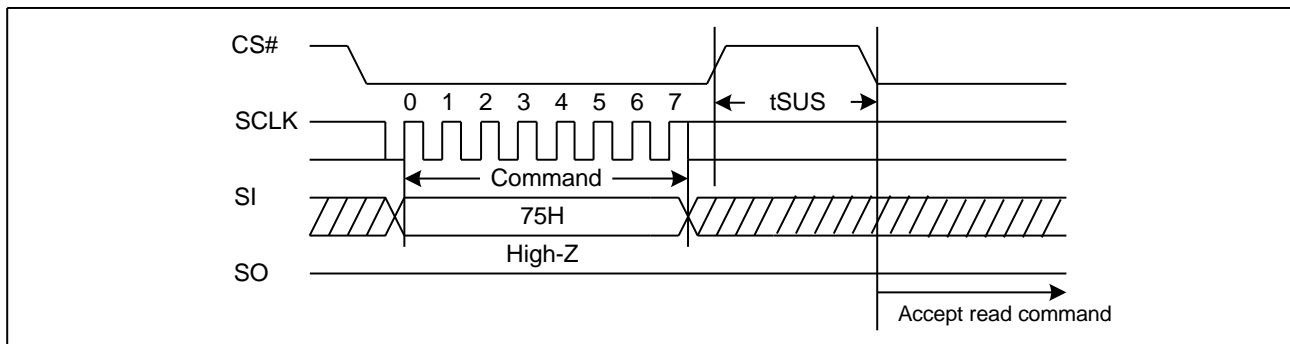 CS#
0 1 2 3 4 5 6 7
tSUS
SCLK
Command
SI
75H
High-Z
SO
Accept read command